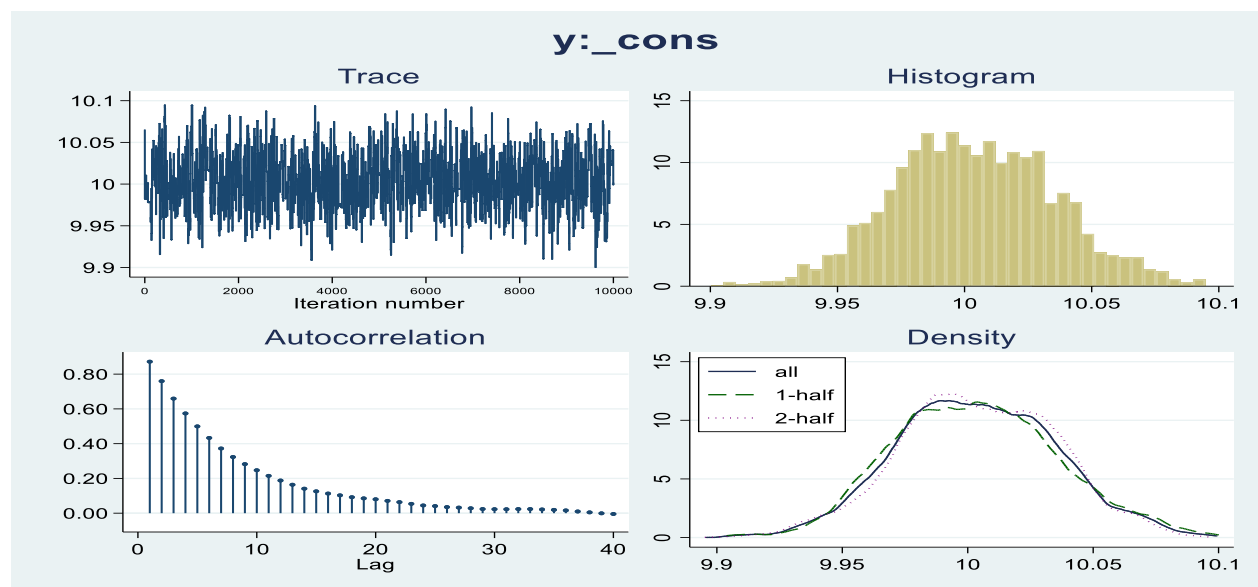 y:_cons
Trace
10.1
10.05
10
9.95
9.9
0 2000 4000 6000 8000 10000
Iteration number
Histogram
15
10
5
0
9.9 9.95 10 10.05 10.1
Autocorrelation
0.80
0.60
0.40
0.20
0.00
0 10 20 30 40
Lag
Density
15
10
5
0
all
1-half
2-half
9.9 9.95 10 10.05 10.1